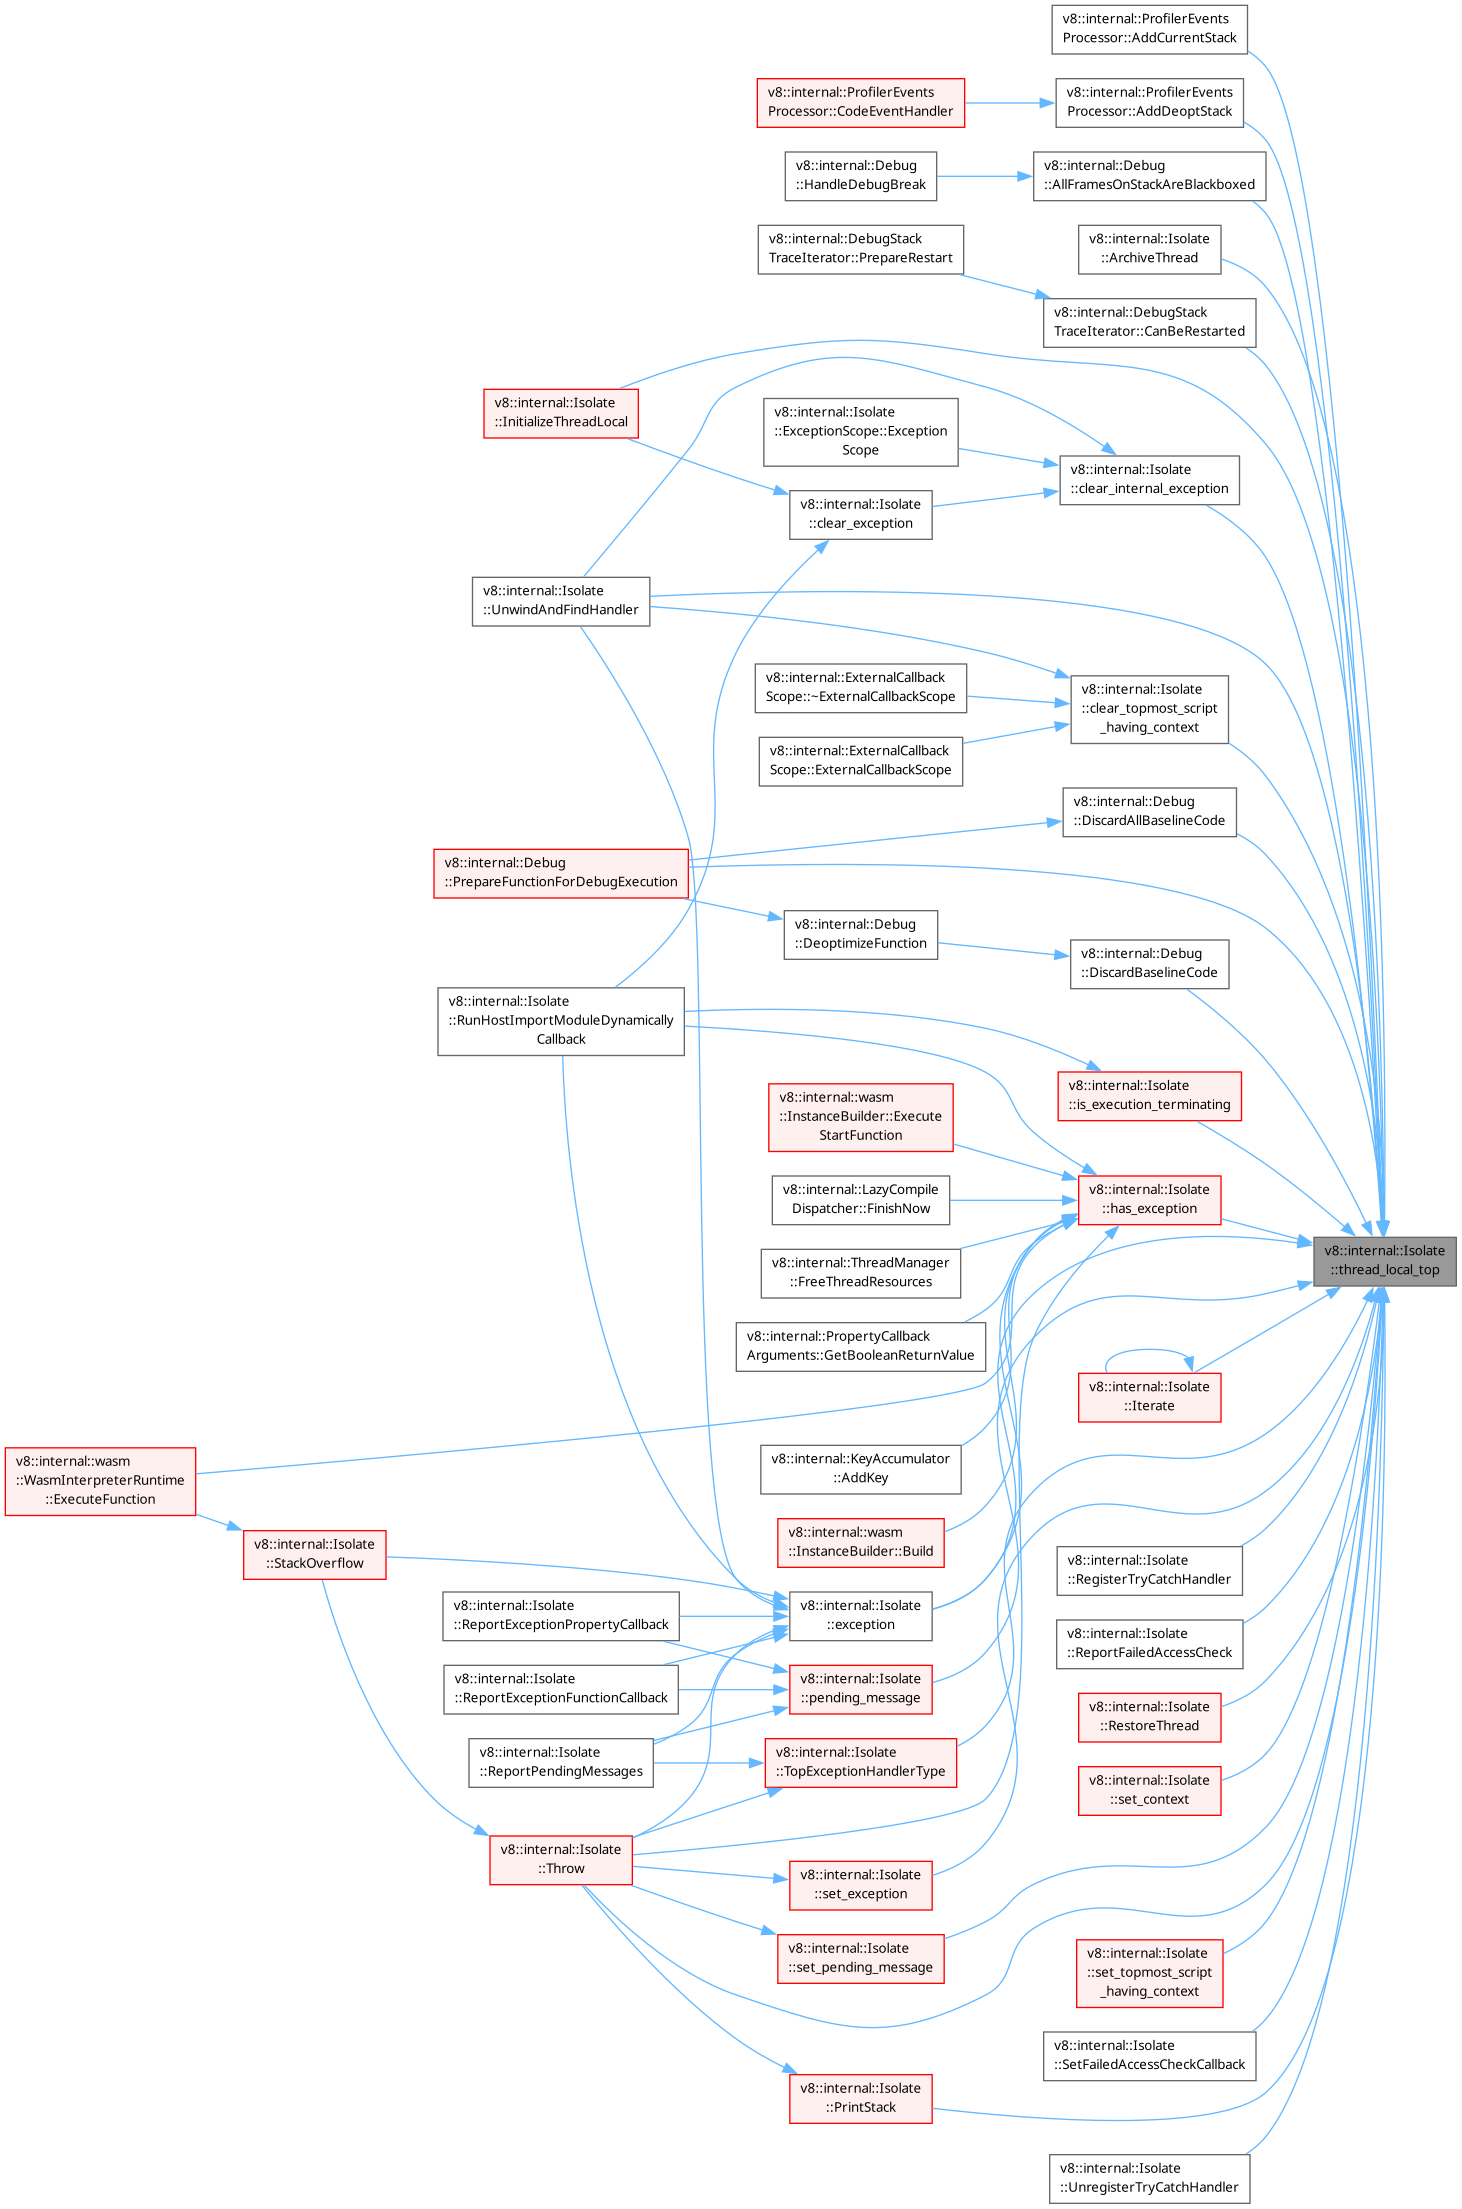 v8::internal::ProfilerEvents
Processor::AddCurrentStack
v8::internal::ProfilerEvents
Processor::CodeEventHandler
v8::internal::ProfilerEvents
Processor::AddDeoptStack
v8::internal::Debug
::HandleDebugBreak
v8::internal::Debug
::AllFramesOnStackAreBlackboxed
v8::internal::DebugStack
TraceIterator::PrepareRestart
v8::internal::Isolate
::ArchiveThread
v8::internal::DebugStack
TraceIterator::CanBeRestarted
v8::internal::Isolate
::InitializeThreadLocal
v8::internal::Isolate
::ExceptionScope::Exception
Scope
v8::internal::Isolate
::clear_internal_exception
v8::internal::Isolate
::clear_exception
v8::internal::Isolate
::UnwindAndFindHandler
v8::internal::ExternalCallback
Scope::~ExternalCallbackScope
v8::internal::Isolate
::clear_topmost_script
_having_context
v8::internal::ExternalCallback
Scope::ExternalCallbackScope
v8::internal::Debug
::DiscardAllBaselineCode
v8::internal::Debug
::PrepareFunctionForDebugExecution
v8::internal::Debug
::DeoptimizeFunction
v8::internal::Debug
::DiscardBaselineCode
v8::internal::Isolate
::RunHostImportModuleDynamically
Callback
v8::internal::Isolate
::is_execution_terminating
v8::internal::wasm
::InstanceBuilder::Execute
StartFunction
v8::internal::LazyCompile
Dispatcher::FinishNow
v8::internal::Isolate
::has_exception
v8::internal::ThreadManager
::FreeThreadResources
v8::internal::Isolate
::thread_local_top
v8::internal::PropertyCallback
Arguments::GetBooleanReturnValue
v8::internal::Isolate
::Iterate
v8::internal::wasm
::WasmInterpreterRuntime
::ExecuteFunction
v8::internal::KeyAccumulator
::AddKey
v8::internal::Isolate
::StackOverflow
v8::internal::wasm
::InstanceBuilder::Build
v8::internal::Isolate
::RegisterTryCatchHandler
v8::internal::Isolate
::ReportExceptionPropertyCallback
v8::internal::Isolate
::exception
v8::internal::Isolate
::ReportFailedAccessCheck
v8::internal::Isolate
::ReportExceptionFunctionCallback
v8::internal::Isolate
::pending_message
v8::internal::Isolate
::RestoreThread
v8::internal::Isolate
::ReportPendingMessages
v8::internal::Isolate
::TopExceptionHandlerType
v8::internal::Isolate
::set_context
v8::internal::Isolate
::Throw
v8::internal::Isolate
::set_exception
v8::internal::Isolate
::set_pending_message
v8::internal::Isolate
::set_topmost_script
_having_context
v8::internal::Isolate
::SetFailedAccessCheckCallback
v8::internal::Isolate
::PrintStack
v8::internal::Isolate
::UnregisterTryCatchHandler